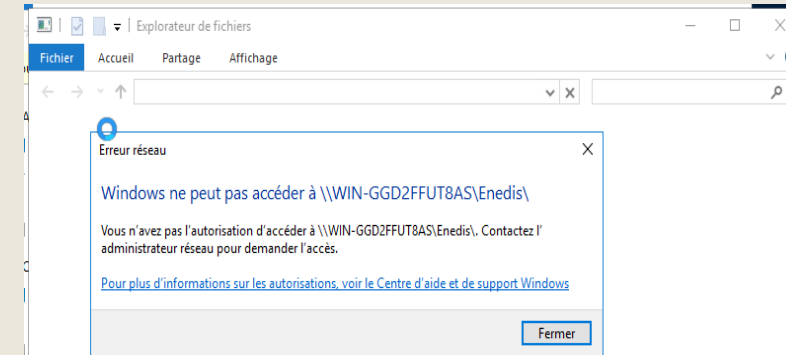 Explorateur de fichiers
Fichier Accueil Partage Affichage
Erreur réseau
Windows ne peut pas accéder à \\WIN-GGD2FFUT8AS\Enedis\
Vous n’avez pas l’autorisation d’accéder à \\WIN-GGD2FFUT8AS\Enedis\. Contactez l’
administrateur réseau pour demander l’accès.
Pour plus d’informations sur les autorisations, voir le Centre d’aide et de support Windows
Fermer